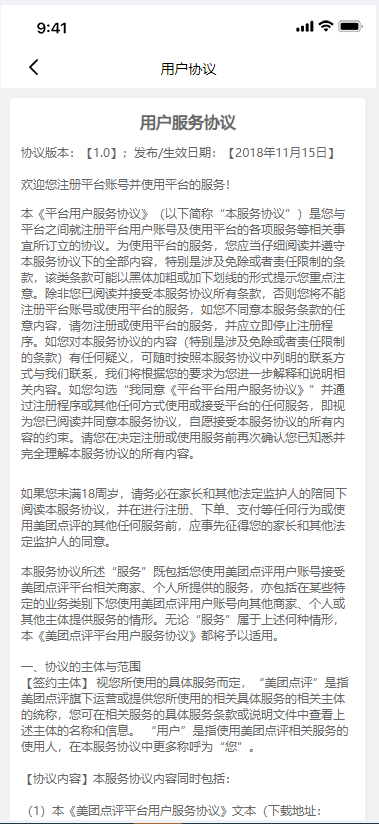 9:41
用户协议
用户服务协议
协议版本：【1.0】；发布/生效日期：【2018年11月15日】
欢迎您注册平台账号并使用平台的服务！
本《平台用户服务协议》（以下简称“本服务协议”）是您与
平台之间就注册平台用户账号及使用平台的各项服务等相关事
宜所订立的协议。为使用平台的服务，您应当仔细阅读并遵守
本服务协议下的全部内容，特别是涉及免除或者责任限制的条
款，该类条款可能以黑体加粗或加下划线的形式提示您重点注
意。除非您已阅读并接受本服务协议所有条款，否则您将不能
注册平台账号或使用平台的服务，如您不同意本服务条款的任
意内容，请勿注册或使用平台的服务，并应立即停止注册程
序。如您对本服务协议的内容（特别是涉及免除或者责任限制
的条款）有任何疑义，可随时按照本服务协议中列明的联系方
式与我们联系，我们将根据您的要求为您进一步解释和说明相
关内容。如您勾选“我同意《平台平台用户服务协议》”并通
过注册程序或其他任何方式使用或接受平台的任何服务，即视
为您已阅读并同意本服务协议，自愿接受本服务协议的所有内
容的约束。请您在决定注册或使用服务前再次确认您已知悉并
完全理解本服务协议的所有内容。
如果您未满18周岁，请务必在家长和其他法定监护人的陪同下
阅读本服务协议，并在进行注册、下单、支付等任何行为或使
用美团点评的其他任何服务前，应事先征得您的家长和其他法
定监护人的同意。
本服务协议所述“服务”既包括您使用美团点评用户账号接受
美团点评平台相关商家、个人所提供的服务，亦包括在某些特
定的业务类别下您使用美团点评用户账号向其他商家、个人或
其他主体提供服务的情形。无论“服务”属于上述何种情形，
本《美团点评平台用户服务协议》都将予以适用。
一、协议的主体与范围
【签约主体】 视您所使用的具体服务而定，“美团点评”是指
美团点评旗下运营或提供您所使用的相关具体服务的相关主体
的统称，您可在相关服务的具体服务条款或说明文件中查看上
述主体的名称和信息。 “用户”是指使用美团点评相关服务的
使用人，在本服务协议中更多称呼为“您”。
【协议内容】本服务协议内容同时包括：
（1）本《美团点评平台用户服务协议》文本（下载地址：